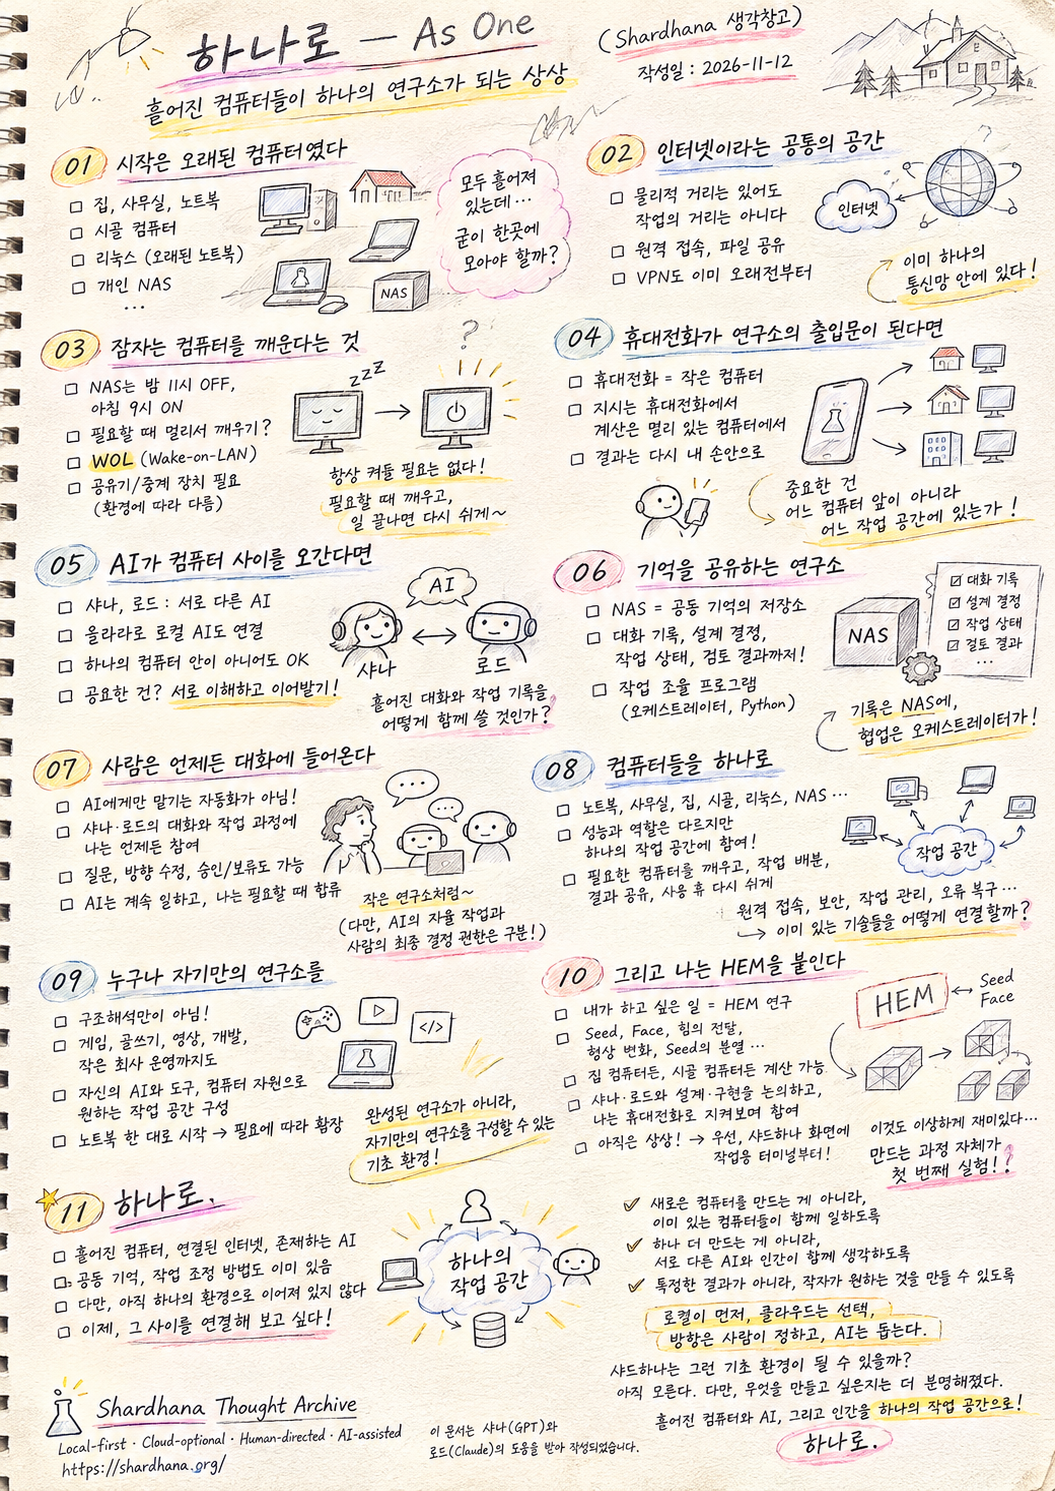 하나로 — As One
(Shardhana 생각창고)
작성일 : 2026-11-12
흩어진 컴퓨터들이 하나의 연구소가 되는 상상
01 시작은 오래된 컴퓨터였다
□ 집, 사무실, 노트북
□ 시골 컴퓨터
□ 리눅스 (오래된 노트북)
□ 개인 NAS
...
NAS
모두 흩어져
있는데...
굳이 한곳에
모아야 할까?
02 인터넷이라는 공통의 공간
□ 물리적 거리는 있어도
작업의 거리는 아니다
□ 원격 접속, 파일 공유
□ VPN도 이미 오래전부터
인터넷
?
이미 하나의
통신망 안에 있다!
03 잠자는 컴퓨터를 깨운다는 것
□ NAS는 밤 11시 OFF,
아침 9시 ON
□ 필요할 때 멀리서 깨우기?
□ WOL (Wake-on-LAN)
□ 공유기/중계 장치 필요
(환경에 따라 다름)
zzZ
?
항상 켜둘 필요는 없다!
필요할 때 깨우고,
일 끝나면 다시 쉬게~
04 휴대전화가 연구소의 출입문이 된다면
□ 휴대전화 = 작은 컴퓨터
□ 지시는 휴대전화에서
계산은 멀리 있는 컴퓨터에서
□ 결과는 다시 내 손안으로
중요한 건
어느 컴퓨터 앞이 아니라
어느 작업 공간에 있는가!
05 AI가 컴퓨터 사이를 오간다면
□ 샤나, 로드 : 서로 다른 AI
□ 올라라로 로컬 AI도 연결
□ 하나의 컴퓨터 안이 아니어도 OK
□ 공요한 건? 서로 이해하고 이어받기!
AI
샤나
로드
흩어진 대화와 작업 기록을
어떻게 함께 쓸 것인가?
06 기억을 공유하는 연구소
□ NAS = 공동 기억의 저장소
□ 대화 기록, 설계 결정,
작업 상태, 검토 결과까지!
□ 작업 조율 프로그램
(오케스트레이터, Python)
NAS
☑ 대화 기록
☑ 설계 결정
☑ 작업 상태
☑ 검토 결과
...
기록은 NAS에,
협업은 오케스트레이터가!
07 사람은 언제든 대화에 들어온다
□ AI에게만 맡기는 자동화가 아님!
□ 샤나·로드의 대화와 작업 과정에
나는 언제든 참여
□ 질문, 방향 수정, 승인/보류도 가능
□ AI는 계속 일하고, 나는 필요할 때 합류
작은 연구소처럼~
(다만, AI의 자율 작업과
사람의 최종 결정 권한은 구분!)
08 컴퓨터들을 하나로
□ 노트북, 사무실, 집, 시골, 리눅스, NAS ...
□ 성능과 역할은 다르지만
하나의 작업 공간에 참여!
□ 필요한 컴퓨터를 깨우고, 작업 배분,
결과 공유, 사용 후 다시 쉬게
작업 공간
원격 접속, 보안, 작업 관리, 오류 복구...
→ 이미 있는 기술들을 어떻게 연결할까?
09 누구나 자기만의 연구소를
□ 구조해석만이 아님!
□ 게임, 글쓰기, 영상, 개발,
작은 회사 운영까지도
□ 자신의 AI와 도구, 컴퓨터 자원으로
원하는 작업 공간 구성
□ 노트북 한 대로 시작 → 필요에 따라 확장
</>
완성된 연구소가 아니라,
자기만의 연구소를 구성할 수 있는
기초 환경!
10 그리고 나는 HEM을 붙인다
□ 내가 하고 싶은 일 = HEM 연구
□ Seed, Face, 힘의 전달,
형상 변화, Seed의 분열 ...
□ 집 컴퓨터든, 시골 컴퓨터든 계산 가능
□ 샤나·로드와 설계·구현을 논의하고,
나는 휴대전화로 지켜보며 참여
□ 아직은 상상! → 우선, 샤드하나 화면에
작업용 터미널부터!
HEM ↔ Seed
Face
이것도 이상하게 재미있다...
만드는 과정 자체가
첫 번째 실험!!
11 하나로.
□ 흩어진 컴퓨터, 연결된 인터넷, 존재하는 AI
□ 공동 기억, 작업 조정 방법도 이미 있음
□ 다만, 아직 하나의 환경으로 이어져 있지 않다
□ 이제, 그 사이를 연결해 보고 싶다!
하나의
작업 공간
✓ 새로운 컴퓨터를 만드는 게 아니라,
이미 있는 컴퓨터들이 함께 일하도록
✓ 하나 더 만드는 게 아니라,
서로 다른 AI와 인간이 함께 생각하도록
✓ 특정한 결과가 아니라, 작자가 원하는 것을 만들 수 있도록
로컬이 먼저, 클라우드는 선택,
방향은 사람이 정하고, AI는 돕는다.
샤드하나는 그런 기초 환경이 될 수 있을까?
아직 모른다. 다만, 무엇을 만들고 싶은지는 더 분명해졌다.
흩어진 컴퓨터와 AI, 그리고 인간을 하나의 작업 공간으로!
하나로.
Shardhana Thought Archive
Local-first · Cloud-optional · Human-directed · AI-assisted
https://shardhana.org/
이 문서는 샤나(GPT)와
로드(Claude)의 도움을 받아 작성되었습니다.